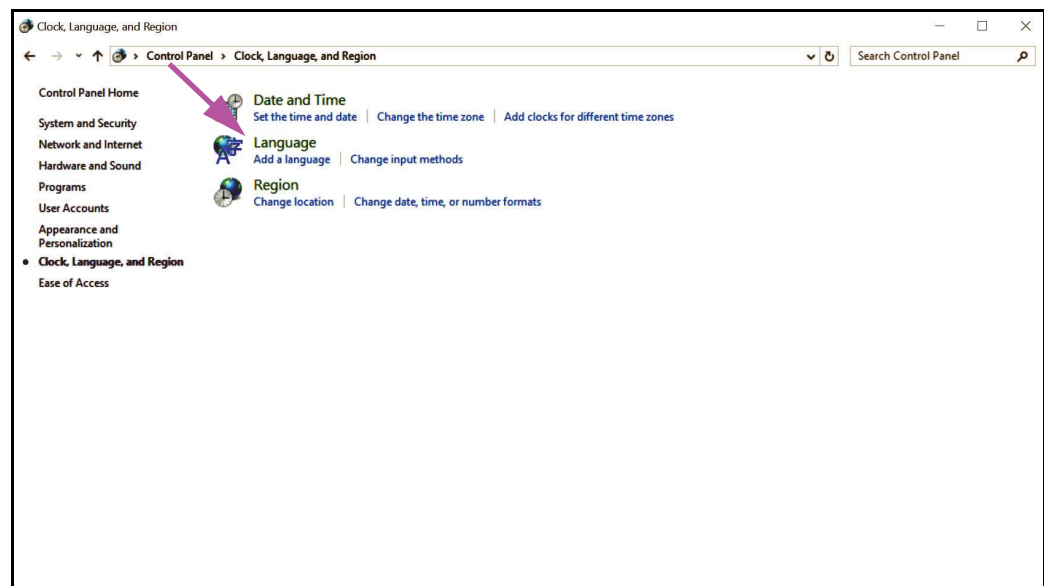 Clock, Language, and Region
Control Panel › Clock, Language, and Region
Search Control Panel
Control Panel Home
System and Security
Network and Internet
Hardware and Sound
Programs
User Accounts
Appearance and
Personalization
Clock, Language, and Region
Ease of Access
Date and Time
Set the time and date | Change the time zone | Add clocks for different time zones
Language
Add a language | Change input methods
Region
Change location | Change date, time, or number formats